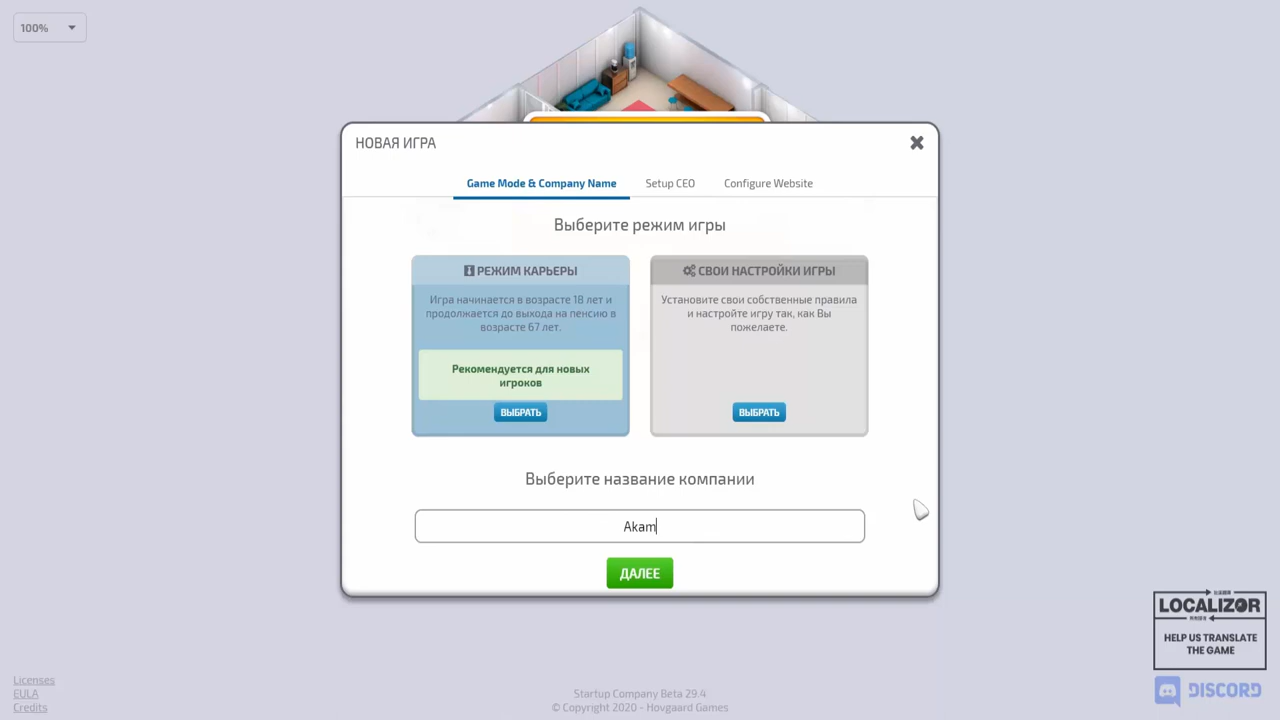 100%
НОВАЯ ИГРА
Game Mode & Company Name
Setup CEO
Configure Website
Выберите режим игры
РЕЖИМ КАРЬЕРЫ
Игра начинается в возрасте 18 лет и
продолжается до выхода на пенсию в
возрасте 67 лет.
Рекомендуется для новых
игроков
ВЫБРАТЬ
СВОИ НАСТРОЙКИ ИГРЫ
Установите свои собственные правила
и настройте игру так, как Вы
пожелаете.
ВЫБРАТЬ
Выберите название компании
Akam
ДАЛЕЕ
LOCALIZOR
HELP US TRANSLATE
THE GAME
DISCORD
Licenses
EULA
Credits
Startup Company Beta 29.4
© Copyright 2020 - Hovgaard Games